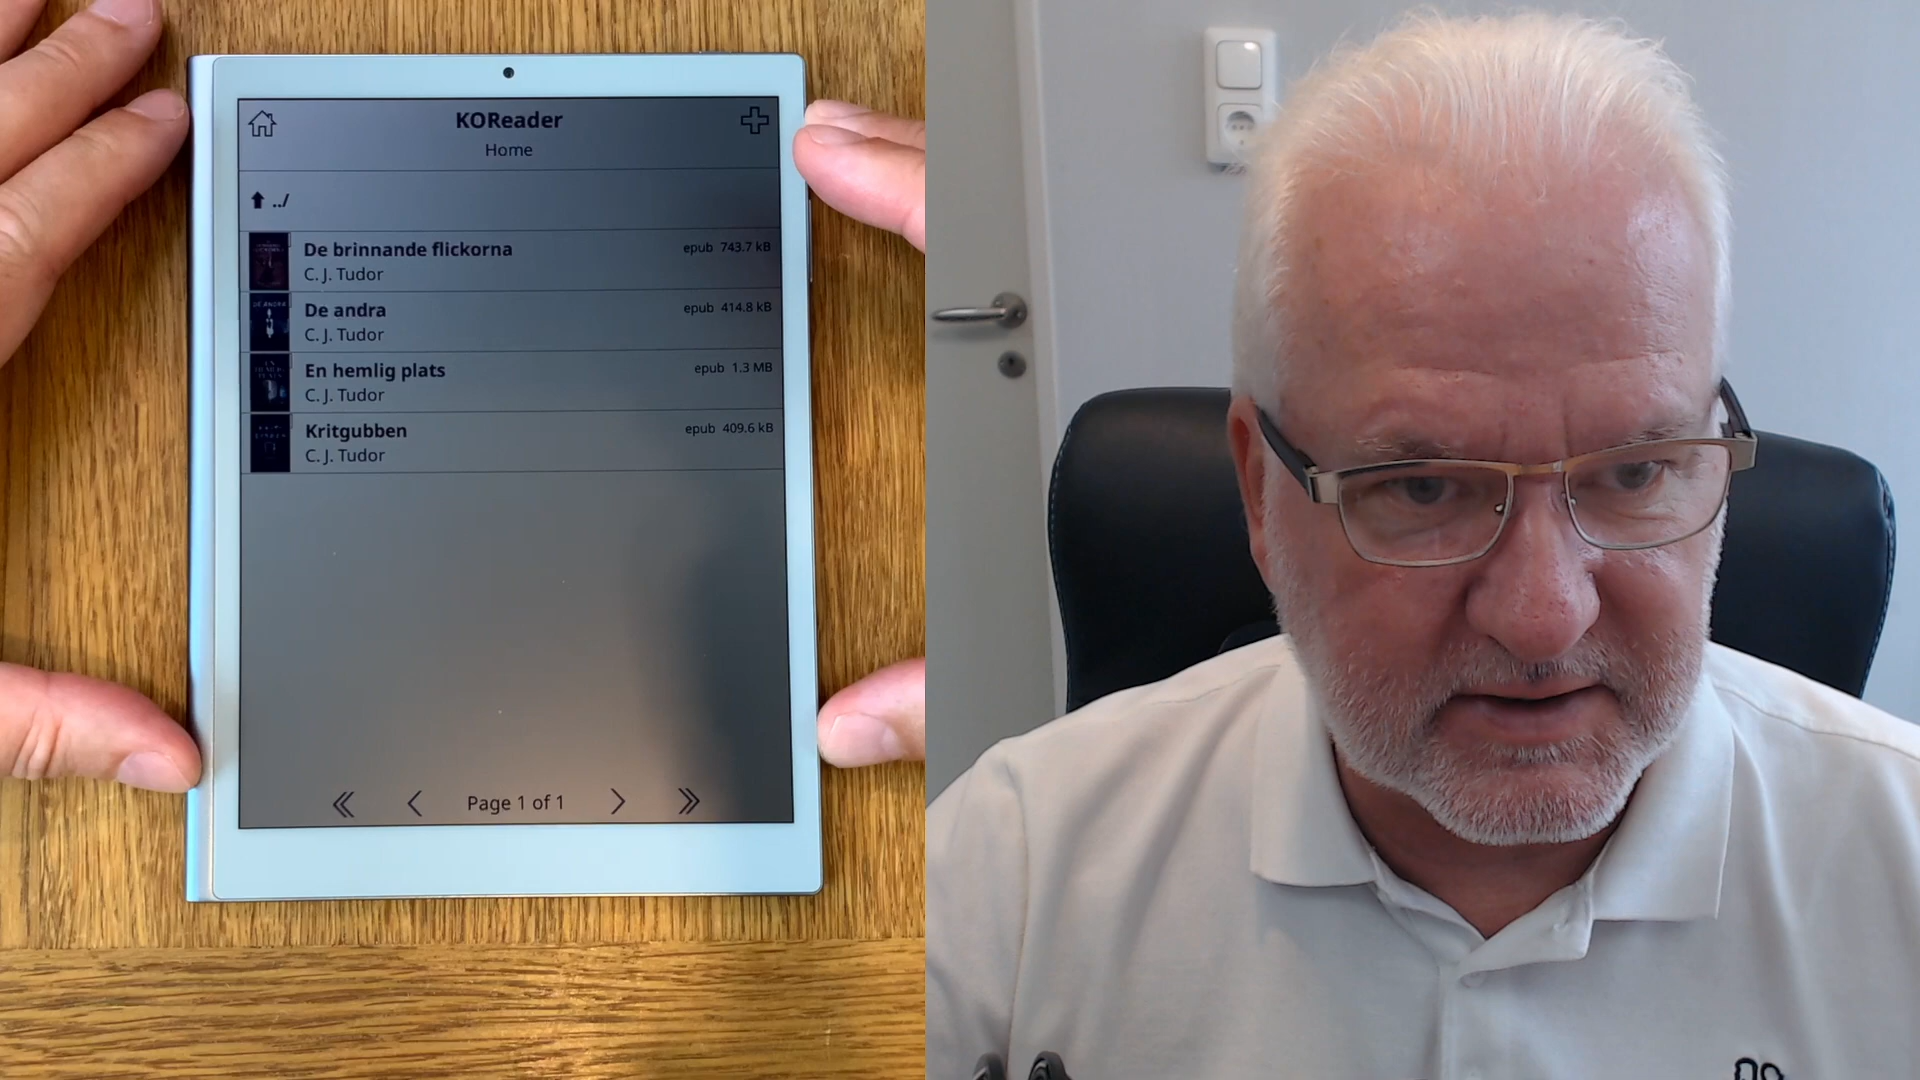 KOReader
Home
../
De brinnande flickorna
epub 743.7 kB
C. J. Tudor
De andra
epub 414.8 kB
C. J. Tudor
En hemlig plats
epub 1.3 MB
C. J. Tudor
Kritgubben
epub 409.6 kB
C. J. Tudor
Page 1 of 1